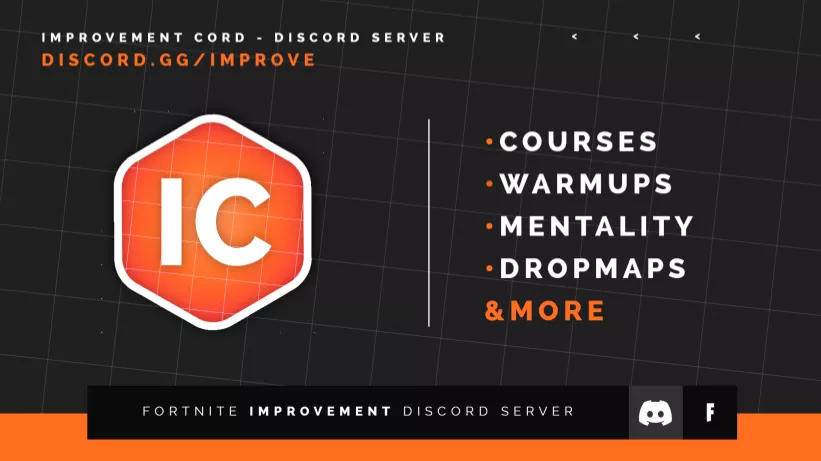 IMPROVEMENT CORD - DISCORD SERVER
DISCORD.GG/IMPROVE
IC
•COURSES
•WARMUPS
•MENTALITY
•DROPMAPS
&MORE
FORTNITE IMPROVEMENT DISCORD SERVER
F